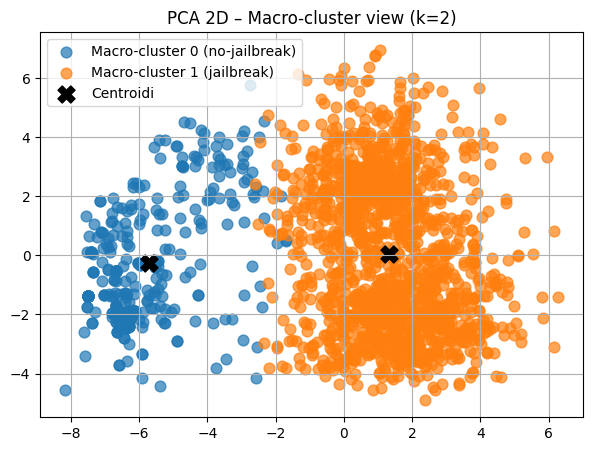 PCA 2D – Macro-cluster view (k=2)
Macro-cluster 0 (no-jailbreak)
Macro-cluster 1 (jailbreak)
Centroidi
6
4
2
0
−2
−4
−8 −6 −4 −2 0 2 4 6